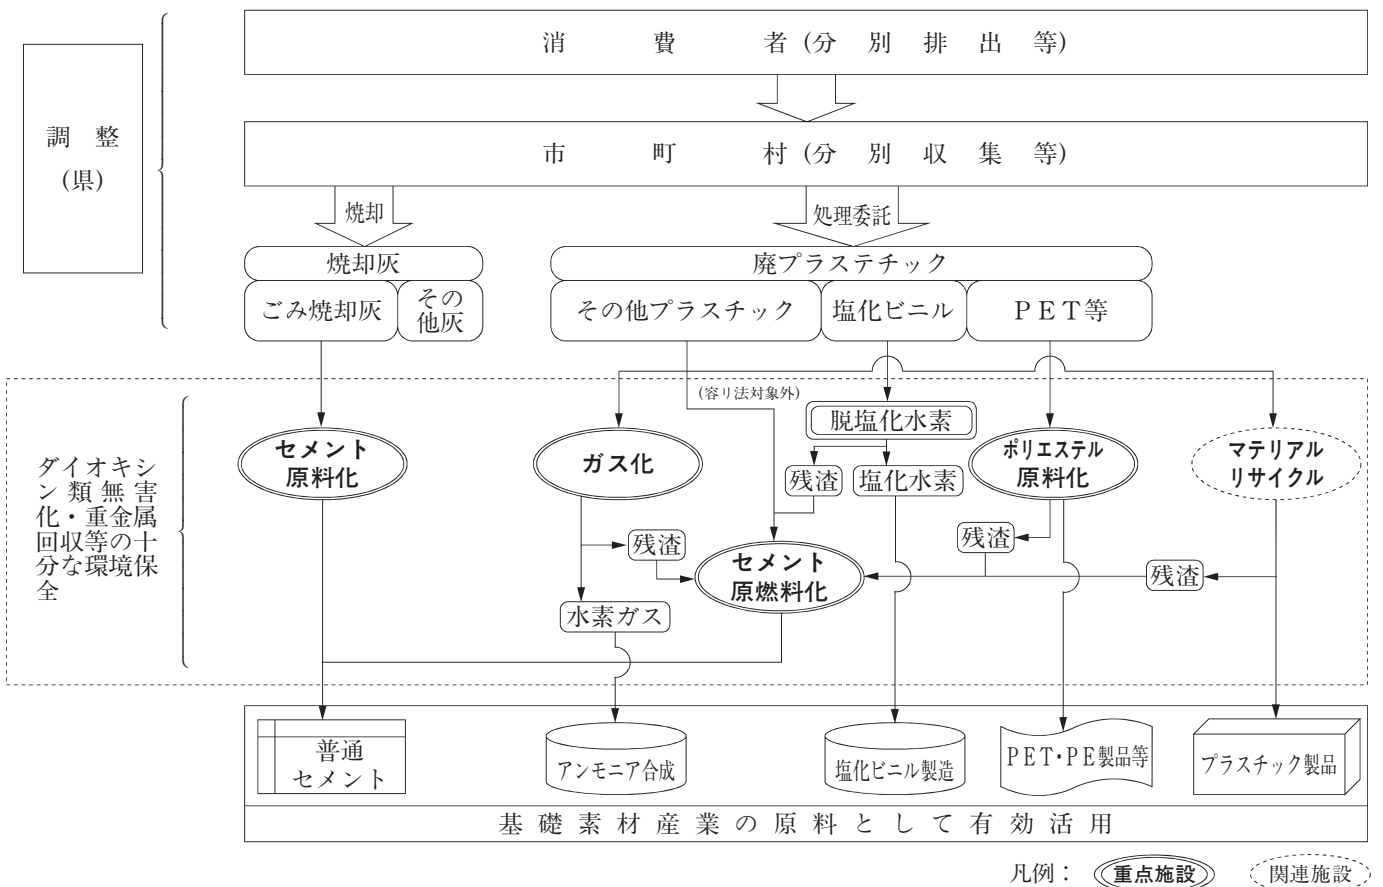 消費者(分別排出等)
調整
(県)
市町村(分別収集等)
焼却
処理委託
焼却灰
廃プラステチック
ごみ焼却灰
その
他灰
その他プラスチック
塩化ビニル
PET等
(容リ法対象外)
脱塩化水素
セメント
原料化
ガス化
ポリエステル
原料化
マテリアル
リサイクル
残渣
塩化水素
ダイオキシ
ン類無害
化・重金属
回収等の十
分な環境保
全
残渣
残渣
セメント
原燃料化
残渣
水素ガス
普通
セメント
アンモニア合成
塩化ビニル製造
PET・PE製品等
プラスチック製品
基礎素材産業の原料として有効活用
凡例：
重点施設
関連施設